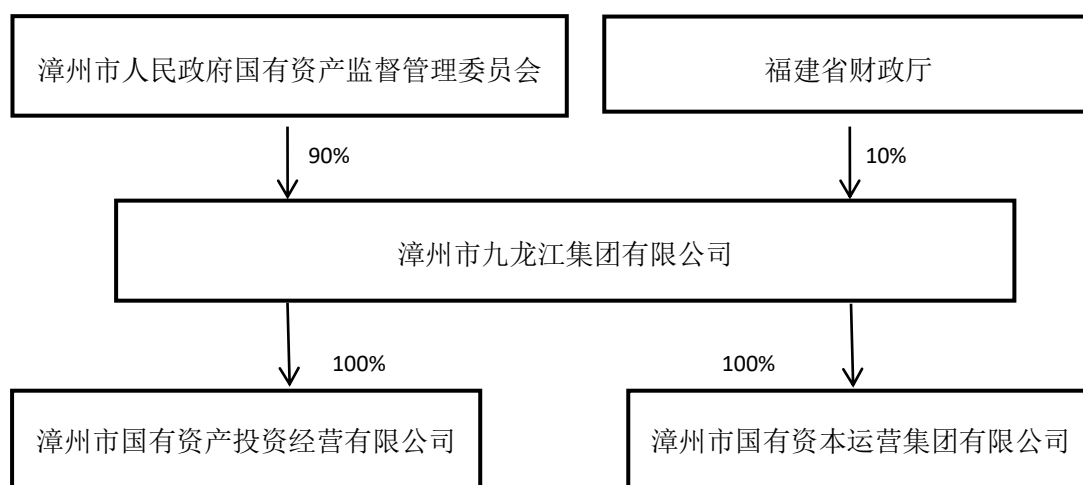 漳州市人民政府国有资产监督管理委员会
福建省财政厅
90%
10%
漳州市九龙江集团有限公司
100%
100%
漳州市国有资产投资经营有限公司
漳州市国有资本运营集团有限公司